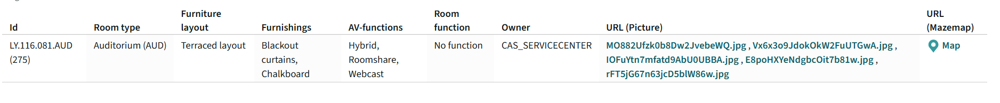 Id
Room type
Furniture
layout
Furnishings
AV-functions
Room
function
Owner
URL (Picture)
URL
(Mazemap)
LY.116.081.AUD
(275)
Auditorium (AUD)
Terraced layout
Blackout
curtains,
Chalkboard
Hybrid,
Roomshare,
Webcast
No function
CAS_SERVICECENTER
MO882Ufzk0b8Dw2JvebeWQ.jpg , Vx6x3o9JdokOkW2FuUTGwA.jpg ,
IOFuYtn7mfatd9AbU0UBBA.jpg , E8poHXYeNdgbcOit7b81w.jpg ,
rFT5jG67n63jcD5blW86w.jpg
Map